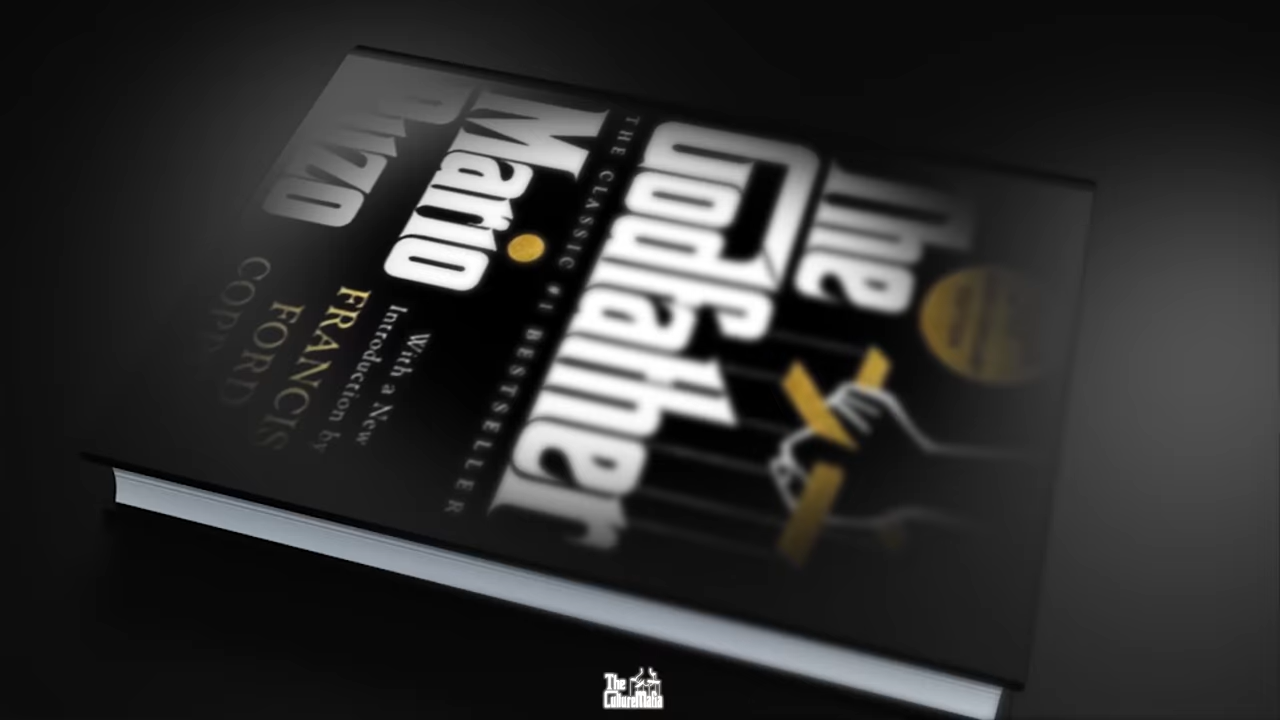 The
Godfather
THE CLASSIC #1 BESTSELLER
Mario
Puzo
With a New
Introduction by
FRANCIS
FORD
The
CultureMafia